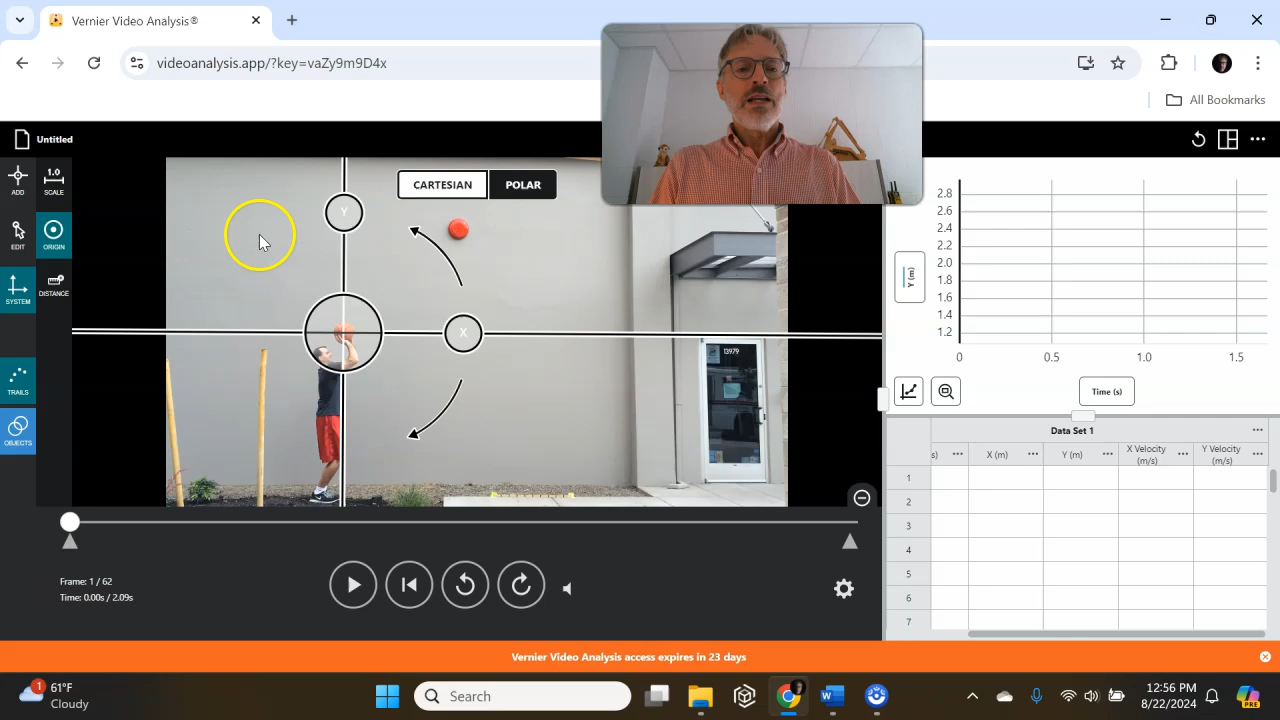 Vernier Video Analysis®
videoanalysis.app/?key=vaZy9m9D4x
All Bookmarks
Untitled
ADD
1.0
SCALE
EDIT
ORIGIN
SYSTEM
DISTANCE
TRAILS
OBJECTS
CARTESIAN
POLAR
Y
X
13979
2.8
2.6
2.4
2.2
2.0
1.8
1.6
1.4
1.2
Y (m)
0
0.5
1.0
1.5
Time (s)
Data Set 1
s)
X (m)
Y (m)
X Velocity
(m/s)
Y Velocity
(m/s)
1
2
3
4
5
6
7
Frame: 1 / 62
Time: 0.00s / 2.09s
Vernier Video Analysis access expires in 23 days
1
61°F
Cloudy
Search
12:56 PM
8/22/2024
PRE